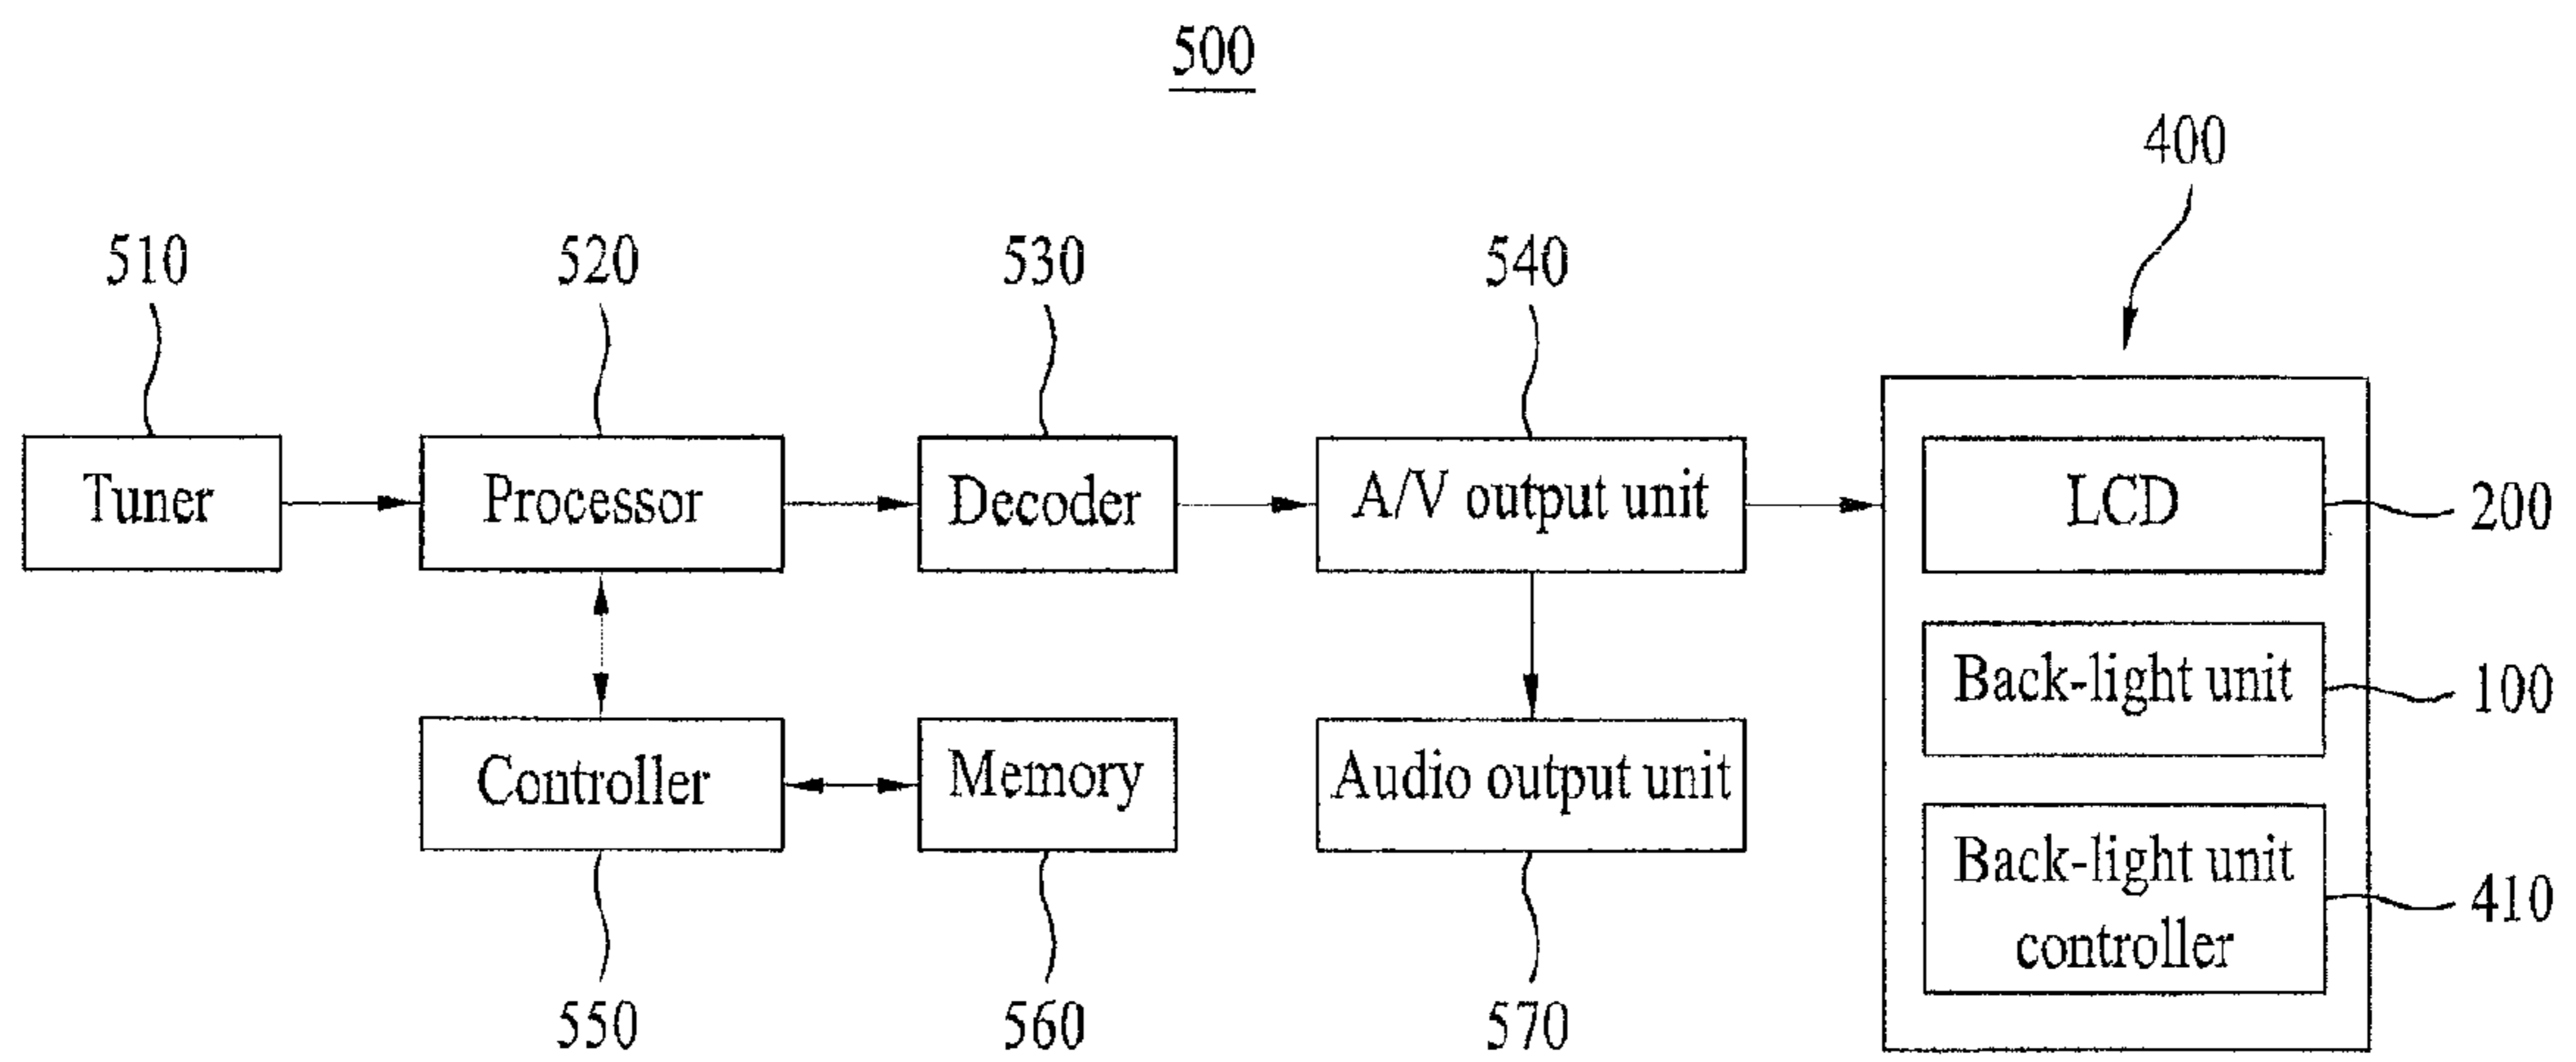 500
400
510
520
530
540
Tuner
Processor
Decoder
A/V output unit
LCD
200
Back-light unit
100
Controller
Memory
Audio output unit
Back-light unit
controller
410
550
560
570